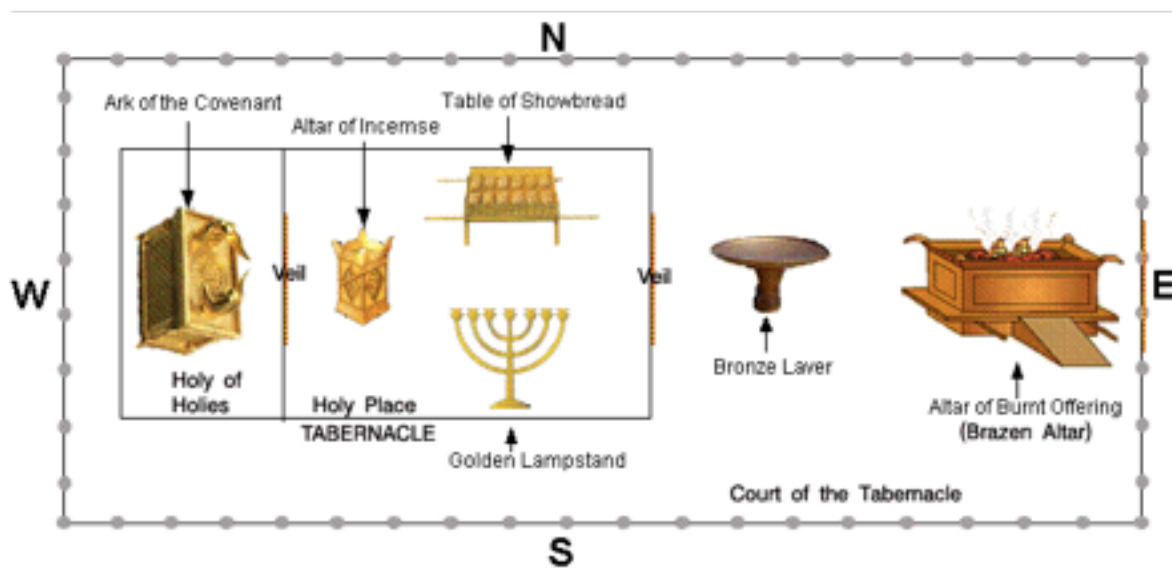 N
Ark of the Covenant
Table of Showbread
Altar of Incemse
Veil
Veil
W
E
Bronze Laver
Holy of
Holies
Holy Place
TABERNACLE
Altar of Burnt Offering
(Brazen Altar)
Golden Lampstand
Court of the Tabernacle
S